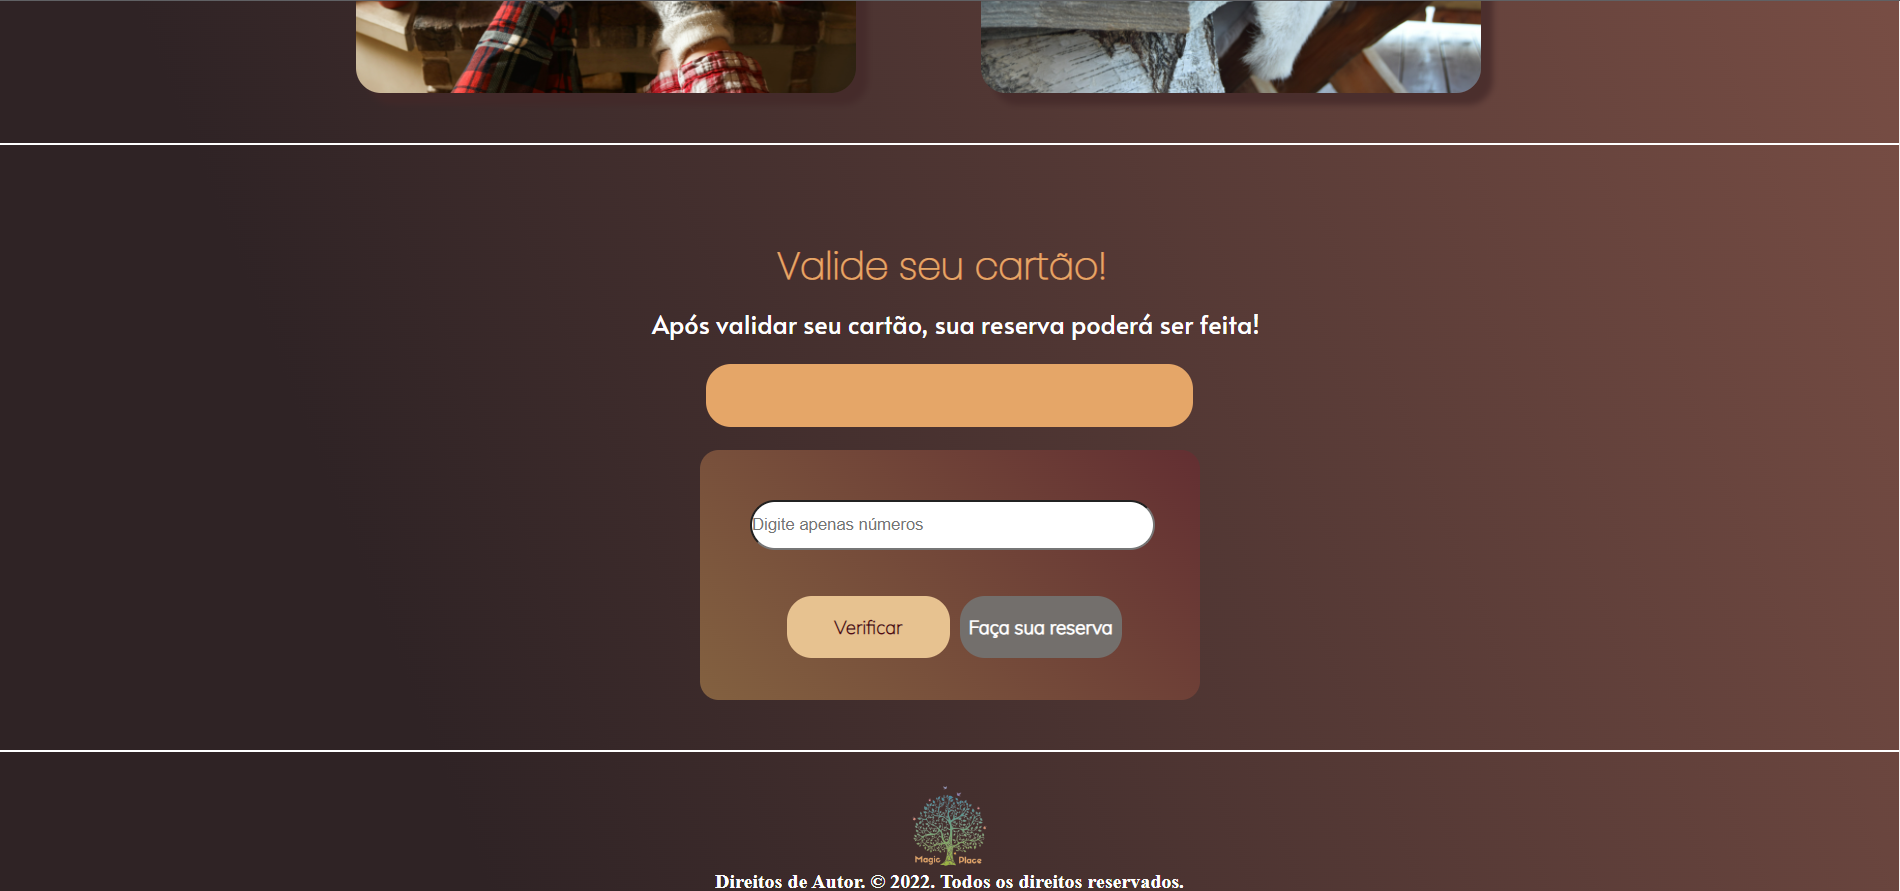 Valide seu cartão!
Após validar seu cartão, sua reserva poderá ser feita!
Digite apenas números
Verificar
Faça sua reserva
Magic Place
Direitos de Autor. © 2022. Todos os direitos reservados.